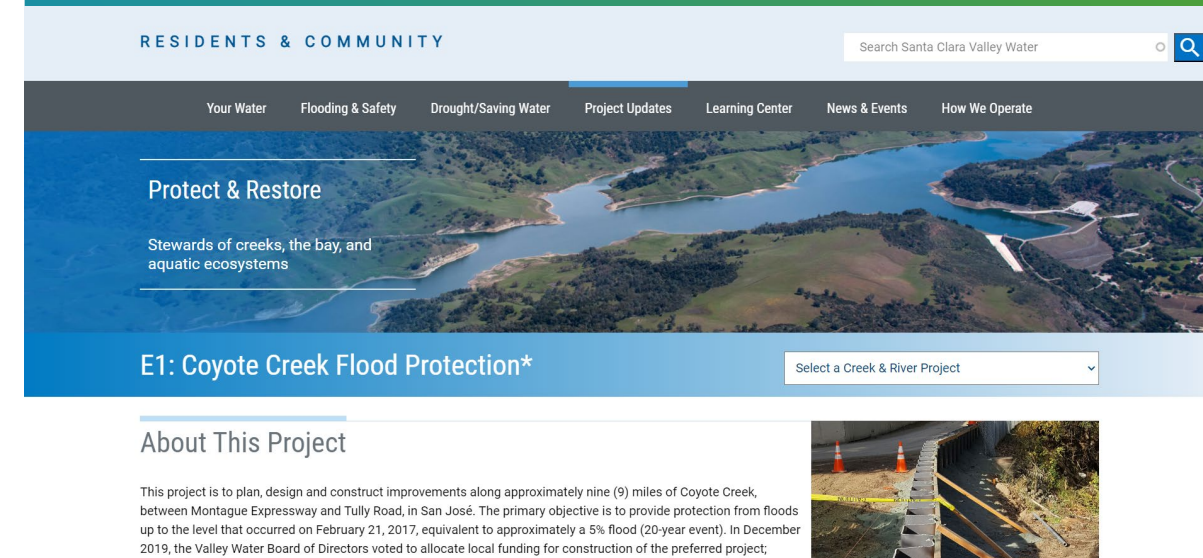 RESIDENTS & COMMUNITY
Search Santa Clara Valley Water
Your Water Flooding & Safety Drought/Saving Water Project Updates Learning Center News & Events How We Operate
Protect & Restore
Stewards of creeks, the bay, and
aquatic ecosystems
E1: Coyote Creek Flood Protection*
Select a Creek & River Project
About This Project
This project is to plan, design and construct improvements along approximately nine (9) miles of Coyote Creek,
between Montague Expressway and Tully Road, in San José. The primary objective is to provide protection from floods
up to the level that occurred on February 21, 2017, equivalent to approximately a 5% flood (20-year event). In December
2019, the Valley Water Board of Directors voted to allocate local funding for construction of the preferred project;